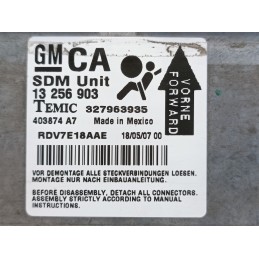 GM CA
SDM Unit
13 256 903
TEMIC 327963935
403874 A7 Made in Mexico
RDV7E18AAE 18/05/07 00
VORNE
FORWARD
VOR DEMONTAGE ALLE STECKVERBINDUNGEN LOESEN.
MONTAGE NUR NACH EINBAUANLEITUNG.
BEFORE DISASSEMBLY, DETACH ALL CONNECTORS.
ASSEMBLY STRICTLY ACCORDING TO INSTRUCTIONS.